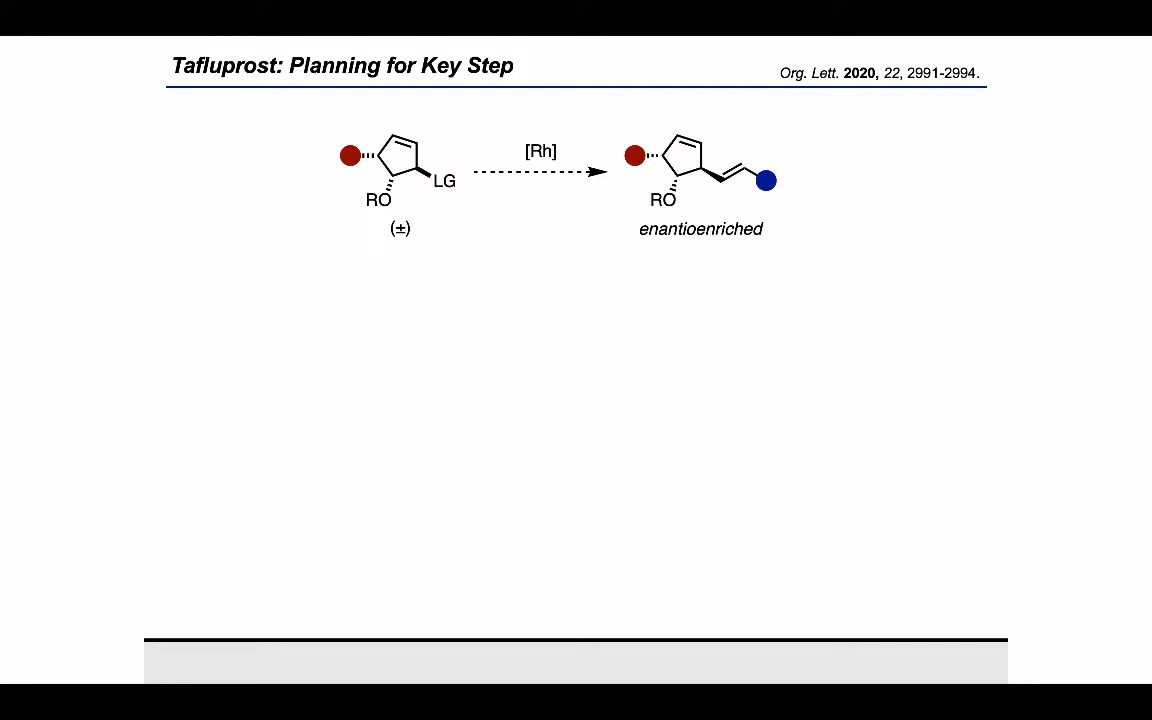 Tafluprost: Planning for Key Step
Org. Lett. 2020, 22, 2991-2994.
[Rh]
LG
RO
RO
(±)
enantioenriched